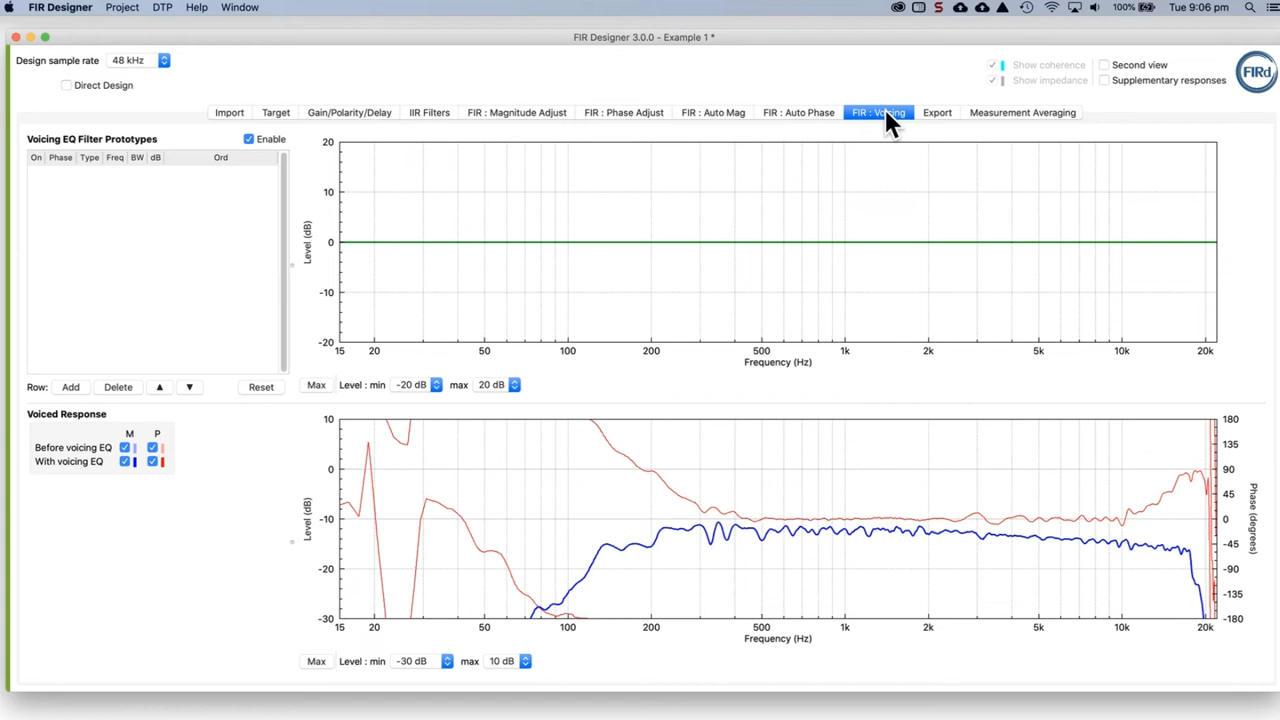 FIR Designer Project DTP Help Window 100% Tue 9:06 pm
FIR Designer 3.0.0 - Example 1 *
Design sample rate 48 kHz
Direct Design
Show coherence Second view
Show impedance Supplementary responses
FIRd
Import Target Gain/Polarity/Delay IIR Filters FIR : Magnitude Adjust FIR : Phase Adjust FIR : Auto Mag FIR : Auto Phase FIR : Voicing Export Measurement Averaging
Voicing EQ Filter Prototypes Enable
On Phase Type Freq BW dB Ord
20
10
0
-10
-20
Level (dB)
15 20 50 100 200 500 1k 2k 5k 10k 20k
Frequency (Hz)
Row: Add Delete ▲ ▼ Reset
Max Level : min -20 dB max 20 dB
Voiced Response
M P
Before voicing EQ
With voicing EQ
10
0
-10
-20
-30
Level (dB)
180
135
90
45
0
-45
-90
-135
-180
Phase (degrees)
15 20 50 100 200 500 1k 2k 5k 10k 20k
Frequency (Hz)
Max Level : min -30 dB max 10 dB